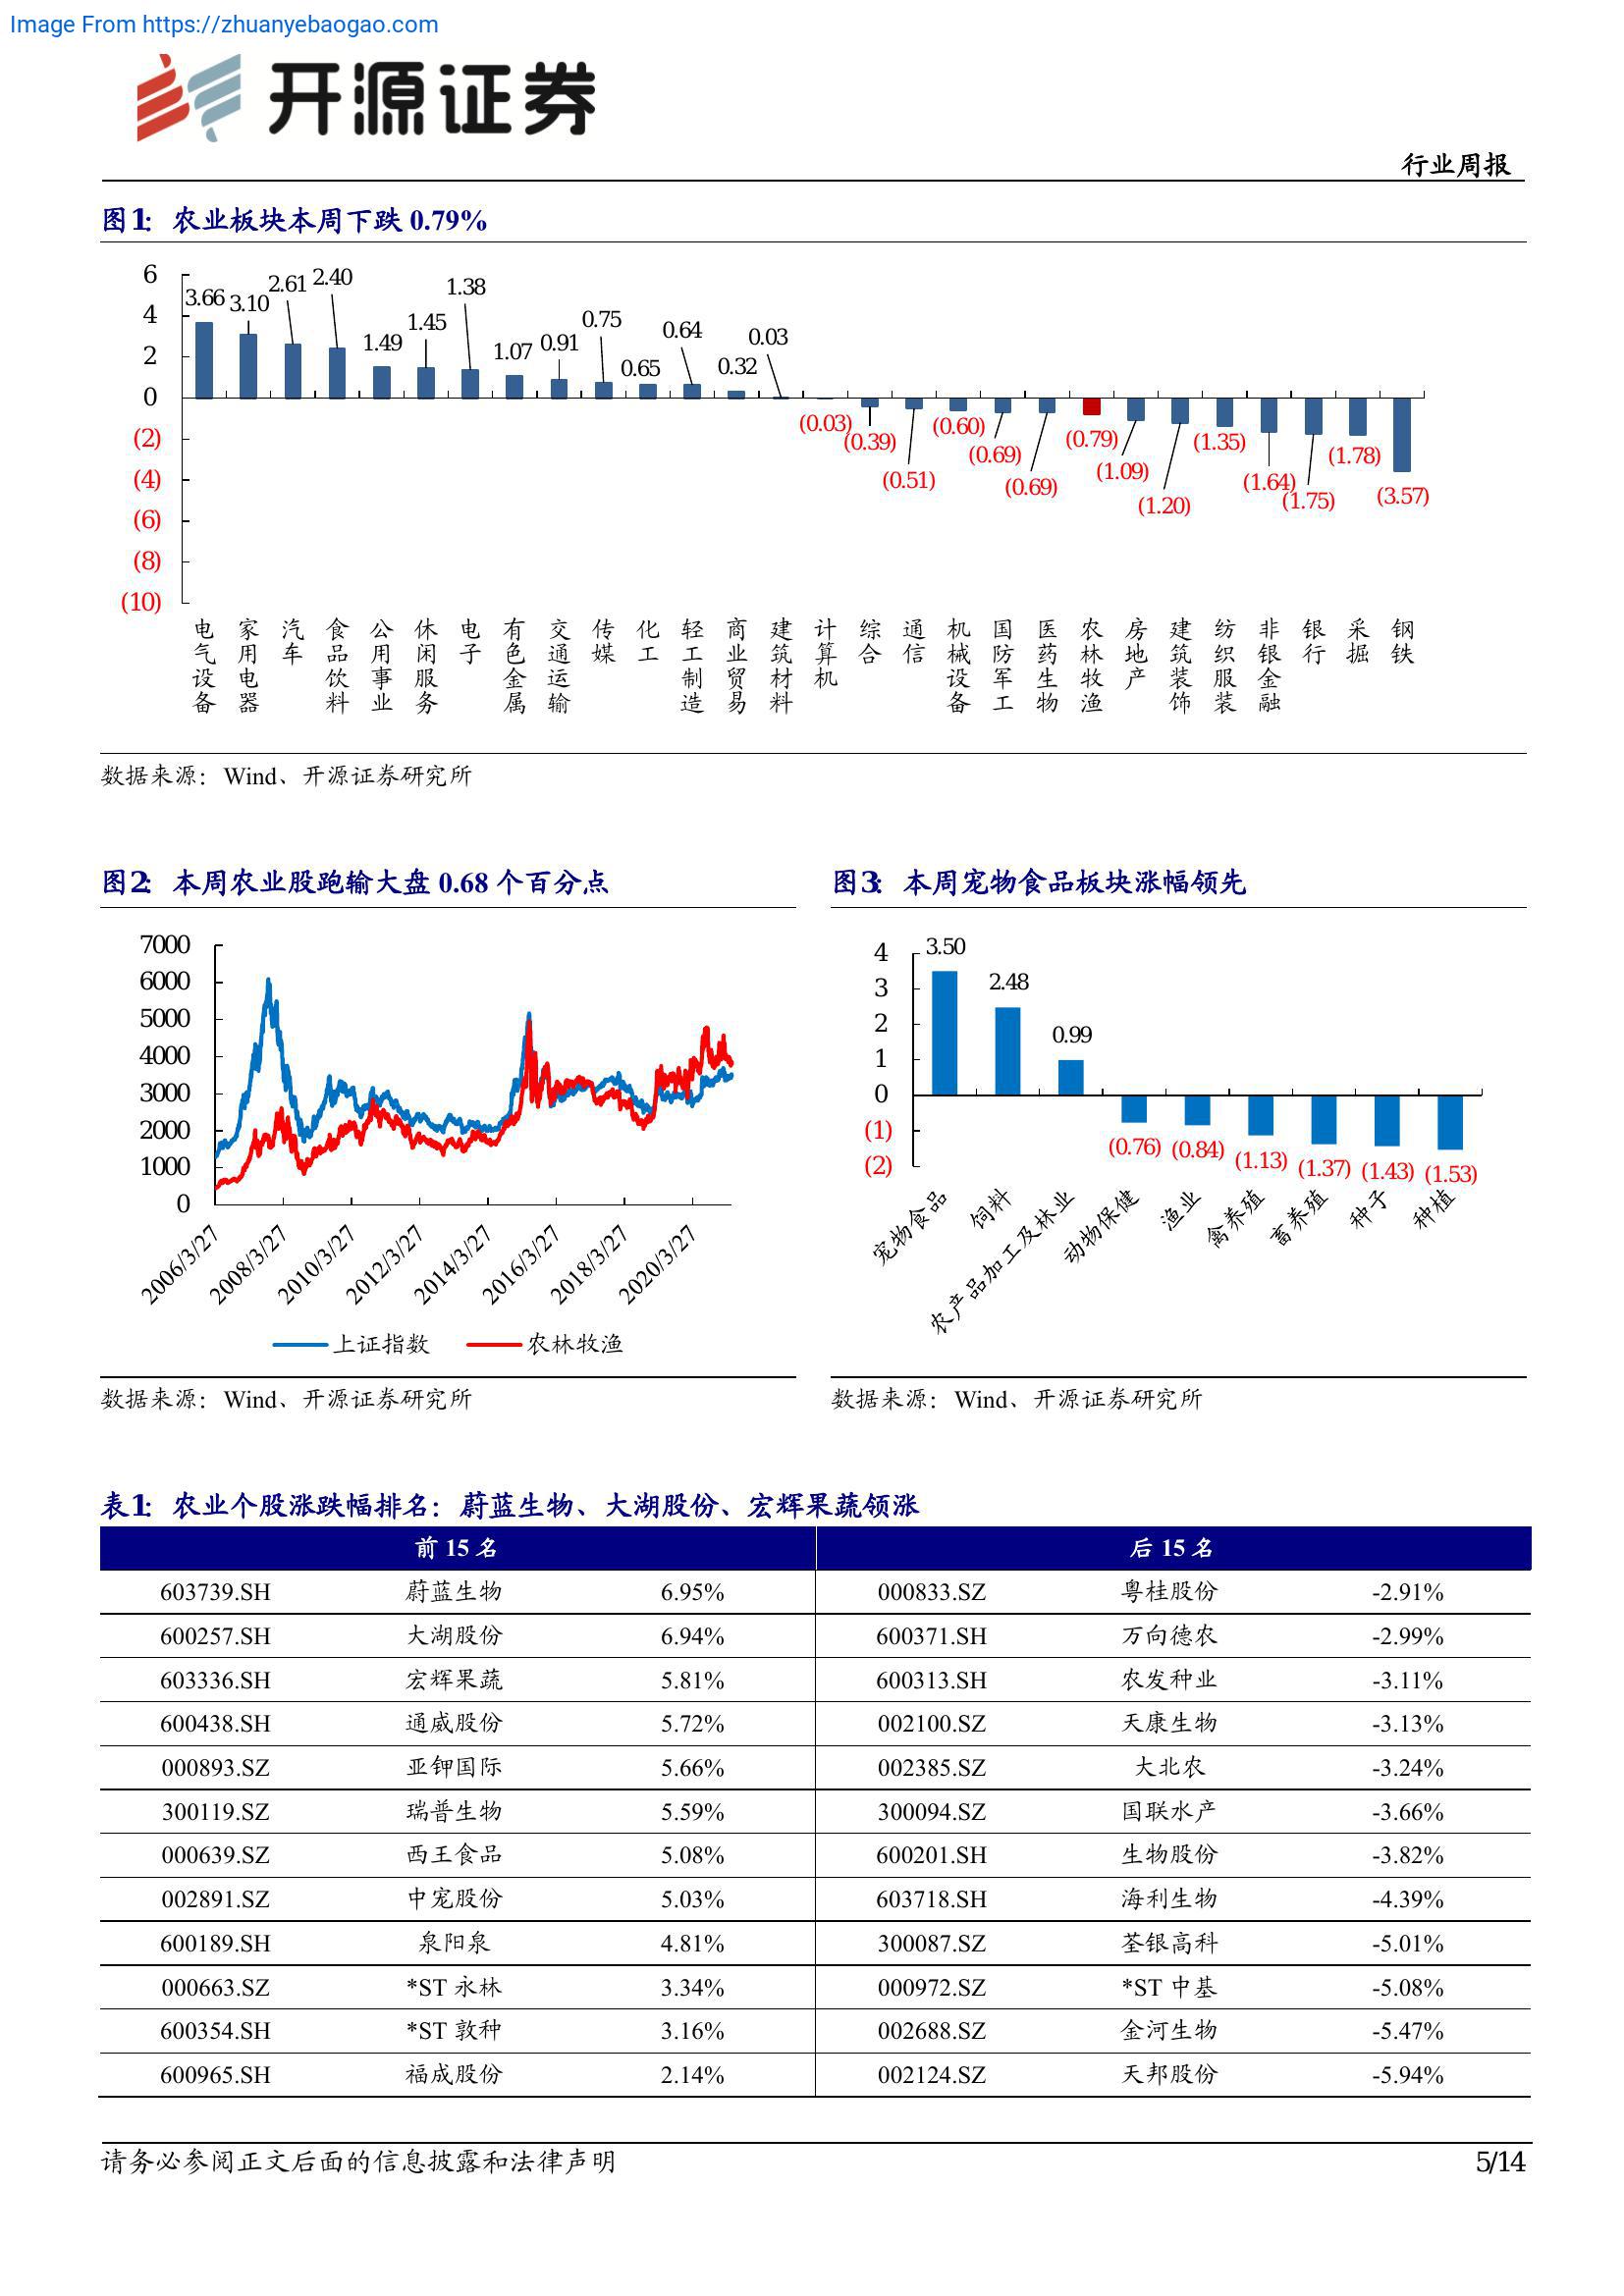 Image From https://zhuanyebaogao.com
开源证券
行业周报
图1： 农业板块本周下跌 0.79%
6
4
2
0
(2)
(4)
(6)
(8)
(10)
3.66 3.10 2.61 2.40 1.49 1.45 1.38 1.07 0.91 0.75 0.65 0.64 0.32 0.03 (0.03) (0.39) (0.51) (0.60) (0.69) (0.69) (0.79) (1.09) (1.20) (1.35) (1.64) (1.75) (1.78) (3.57)
电气设备 家用电器 汽车 食品饮料 公用事业 休闲服务 电子 有色金属 交通运输 传媒 化工 轻工制造 商业贸易 建筑材料 计算机 综合 通信 机械设备 国防军工 医药生物 农林牧渔 房地产 建筑装饰 纺织服装 非银金融 银行 采掘 钢铁
数据来源：Wind、开源证券研究所
图2： 本周农业股跑输大盘 0.68 个百分点
7000
6000
5000
4000
3000
2000
1000
0
2006/3/27 2008/3/27 2010/3/27 2012/3/27 2014/3/27 2016/3/27 2018/3/27 2020/3/27
上证指数 农林牧渔
数据来源：Wind、开源证券研究所
图3： 本周宠物食品板块涨幅领先
4
3
2
1
0
(1)
(2)
3.50 2.48 0.99 (0.76) (0.84) (1.13) (1.37) (1.43) (1.53)
宠物食品 饲料 农产品加工及林业 动物保健 渔业 禽养殖 畜养殖 种子 种植
数据来源：Wind、开源证券研究所
表1： 农业个股涨跌幅排名：蔚蓝生物、大湖股份、宏辉果蔬领涨
前 15 名 后 15 名
603739.SH 蔚蓝生物 6.95% 000833.SZ 粤桂股份 -2.91%
600257.SH 大湖股份 6.94% 600371.SH 万向德农 -2.99%
603336.SH 宏辉果蔬 5.81% 600313.SH 农发种业 -3.11%
600438.SH 通威股份 5.72% 002100.SZ 天康生物 -3.13%
000893.SZ 亚钾国际 5.66% 002385.SZ 大北农 -3.24%
300119.SZ 瑞普生物 5.59% 300094.SZ 国联水产 -3.66%
000639.SZ 西王食品 5.08% 600201.SH 生物股份 -3.82%
002891.SZ 中宠股份 5.03% 603718.SH 海利生物 -4.39%
600189.SH 泉阳泉 4.81% 300087.SZ 荃银高科 -5.01%
000663.SZ *ST 永林 3.34% 000972.SZ *ST 中基 -5.08%
600354.SH *ST 敦种 3.16% 002688.SZ 金河生物 -5.47%
600965.SH 福成股份 2.14% 002124.SZ 天邦股份 -5.94%
请务必参阅正文后面的信息披露和法律声明 5/14